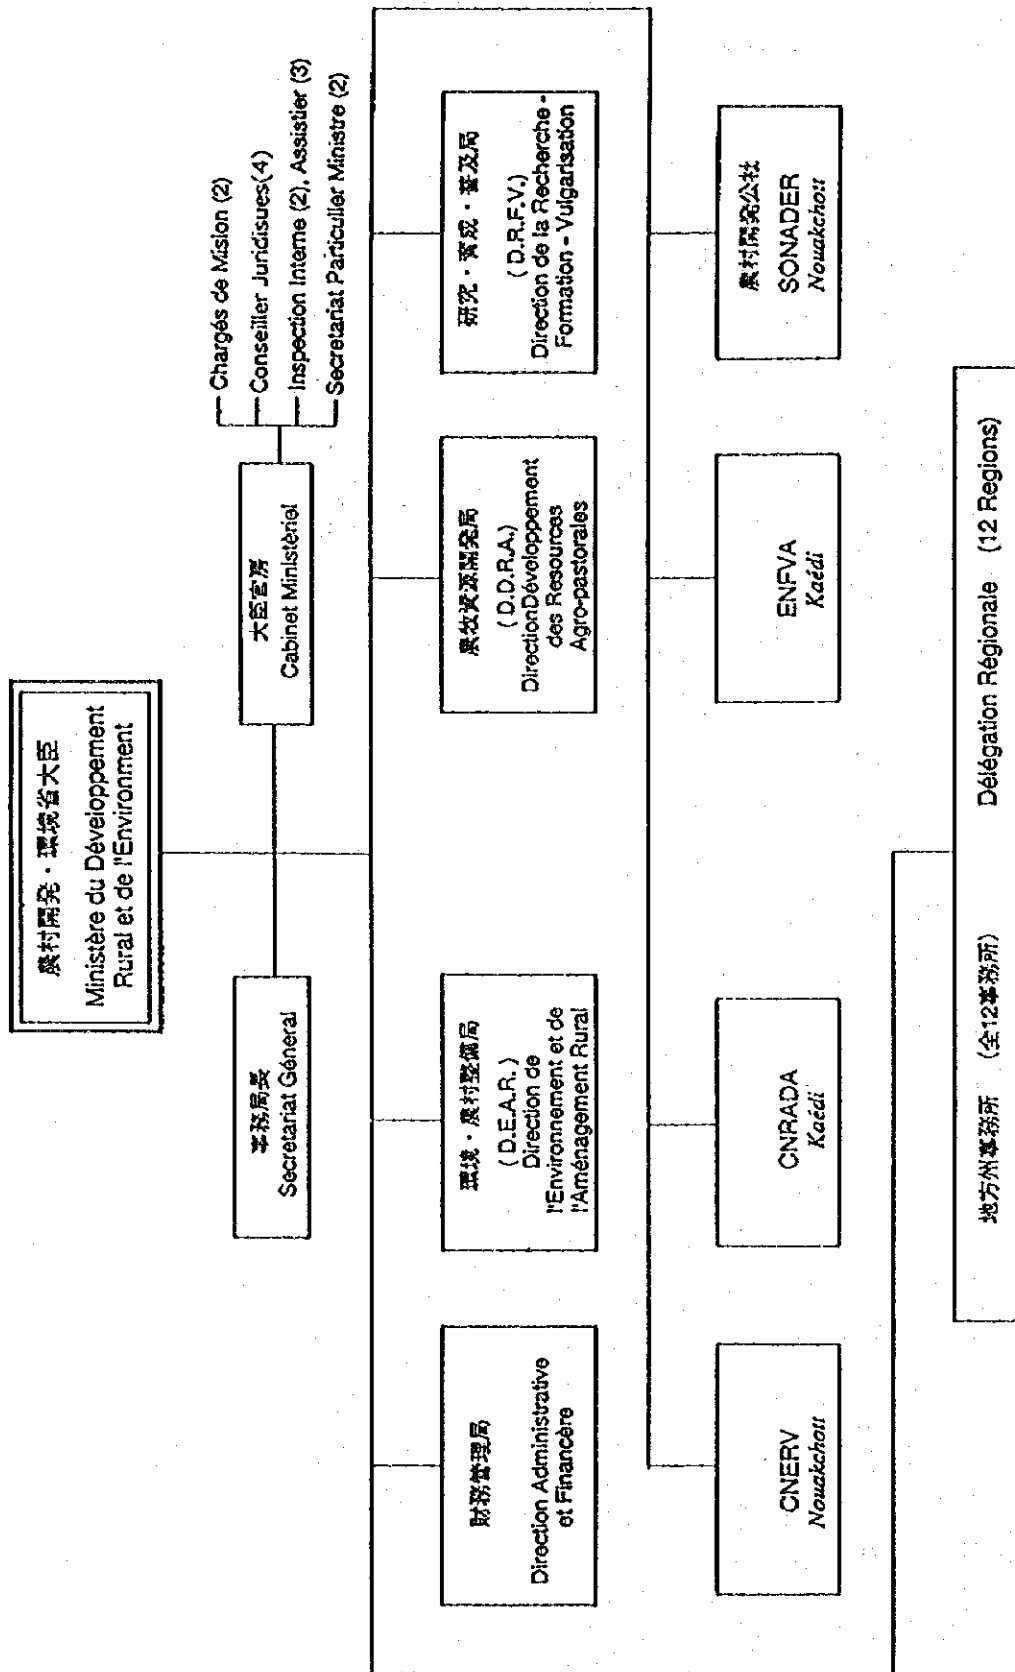 農村開発・環境省大臣
Ministère du Développement
Rural et de l'Environment
事務局長
Secretariat Géneral
大臣官房
Cabinet Ministériel
Chargés de Mision (2)
Conseiller Juridisues(4)
Inspection Interne (2), Assistier (3)
Secretariat Particulier Ministre (2)
財務管理局
Direction Administrative
et Financère
環境・農村整備局
( D.E.A.R. )
Direction de
l'Environnement et de
l'Aménagement Rural
農牧資源開発局
( D.D.R.A. )
DirectionDéveloppement
des Resources
Agro-pastorales
研究・育成・普及局
( D.R.F.V. )
Direction de la Recherche -
Formation - Vulgarisation
CNERV
Nouakchott
CNRADA
Kaédi
ENFVA
Kaédi
農村開発公社
SONADER
Nouakchott
地方州事務所 (全12事務所) Délégation Régionale (12 Regions)